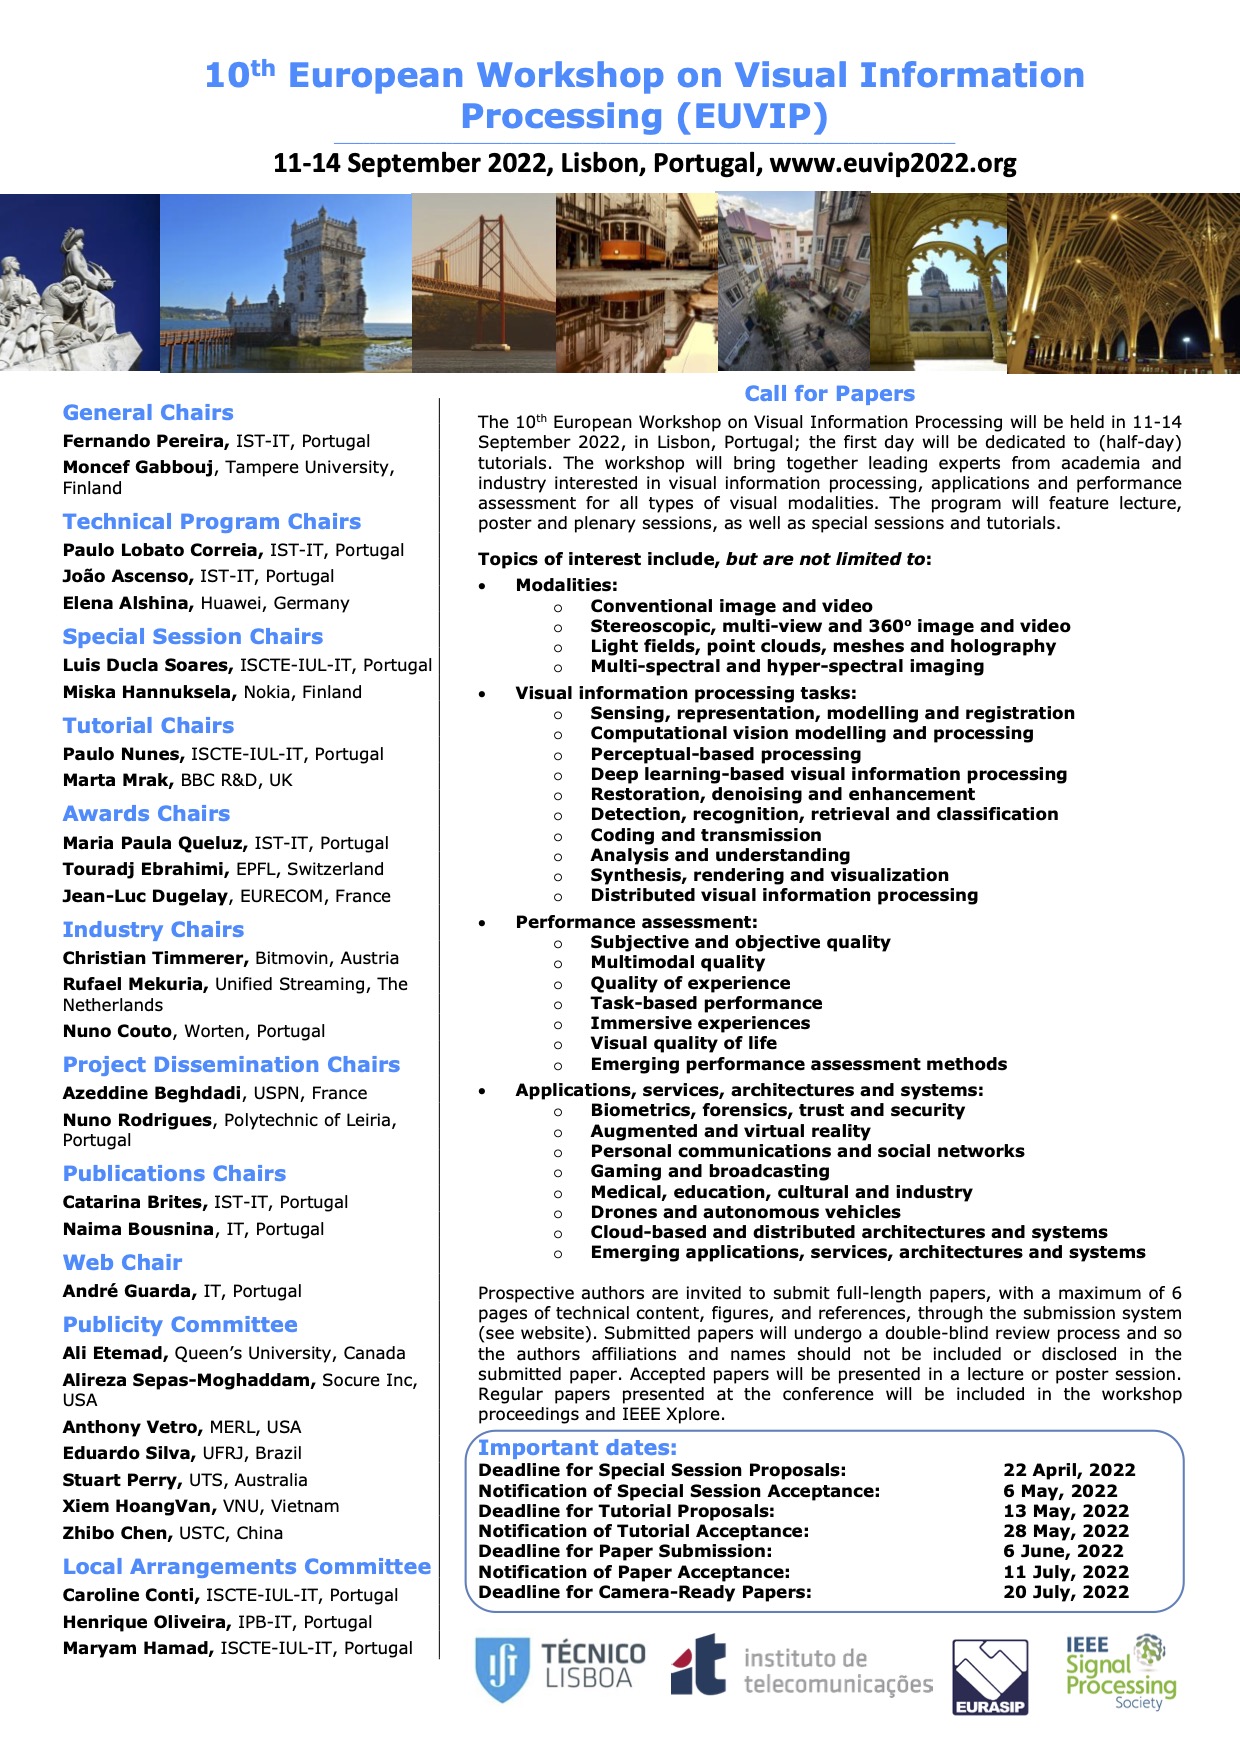 10th European Workshop on Visual Information
Processing (EUVIP)
11-14 September 2022, Lisbon, Portugal, www.euvip2022.org
General Chairs
Fernando Pereira, IST-IT, Portugal
Moncef Gabbouj, Tampere University,
Finland
Technical Program Chairs
Paulo Lobato Correia, IST-IT, Portugal
João Ascenso, IST-IT, Portugal
Elena Alshina, Huawei, Germany
Special Session Chairs
Luis Ducla Soares, ISCTE-IUL-IT, Portugal
Miska Hannuksela, Nokia, Finland
Tutorial Chairs
Paulo Nunes, ISCTE-IUL-IT, Portugal
Marta Mrak, BBC R&D, UK
Awards Chairs
Maria Paula Queluz, IST-IT, Portugal
Touradj Ebrahimi, EPFL, Switzerland
Jean-Luc Dugelay, EURECOM, France
Industry Chairs
Christian Timmerer, Bitmovin, Austria
Rufael Mekuria, Unified Streaming, The
Netherlands
Nuno Couto, Worten, Portugal
Project Dissemination Chairs
Azeddine Beghdadi, USPN, France
Nuno Rodrigues, Polytechnic of Leiria,
Portugal
Publications Chairs
Catarina Brites, IST-IT, Portugal
Naima Bousnina, IT, Portugal
Web Chair
André Guarda, IT, Portugal
Publicity Committee
Ali Etemad, Queen's University, Canada
Alireza Sepas-Moghaddam, Socure Inc,
USA
Anthony Vetro, MERL, USA
Eduardo Silva, UFRJ, Brazil
Stuart Perry, UTS, Australia
Xiem HoangVan, VNU, Vietnam
Zhibo Chen, USTC, China
Local Arrangements Committee
Caroline Conti, ISCTE-IUL-IT, Portugal
Henrique Oliveira, IPB-IT, Portugal
Maryam Hamad, ISCTE-IUL-IT, Portugal
Call for Papers
The 10th European Workshop on Visual Information Processing will be held in 11-14
September 2022, in Lisbon, Portugal; the first day will be dedicated to (half-day)
tutorials. The workshop will bring together leading experts from academia and
industry interested in visual information processing, applications and performance
assessment for all types of visual modalities. The program will feature lecture,
poster and plenary sessions, as well as special sessions and tutorials.
Topics of interest include, but are not limited to:
• Modalities:
o Conventional image and video
o Stereoscopic, multi-view and 360º image and video
o Light fields, point clouds, meshes and holography
o Multi-spectral and hyper-spectral imaging
• Visual information processing tasks:
o Sensing, representation, modelling and registration
o Computational vision modelling and processing
o Perceptual-based processing
o Deep learning-based visual information processing
o Restoration, denoising and enhancement
o Detection, recognition, retrieval and classification
o Coding and transmission
o Analysis and understanding
o Synthesis, rendering and visualization
o Distributed visual information processing
• Performance assessment:
o Subjective and objective quality
o Multimodal quality
o Quality of experience
o Task-based performance
o Immersive experiences
o Visual quality of life
o Emerging performance assessment methods
• Applications, services, architectures and systems:
o Biometrics, forensics, trust and security
o Augmented and virtual reality
o Personal communications and social networks
o Gaming and broadcasting
o Medical, education, cultural and industry
o Drones and autonomous vehicles
o Cloud-based and distributed architectures and systems
o Emerging applications, services, architectures and systems
Prospective authors are invited to submit full-length papers, with a maximum of 6
pages of technical content, figures, and references, through the submission system
(see website). Submitted papers will undergo a double-blind review process and so
the authors affiliations and names should not be included or disclosed in the
submitted paper. Accepted papers will be presented in a lecture or poster session.
Regular papers presented at the conference will be included in the workshop
proceedings and IEEE Xplore.
Important dates:
Deadline for Special Session Proposals: 22 April, 2022
Notification of Special Session Acceptance: 6 May, 2022
Deadline for Tutorial Proposals: 13 May, 2022
Notification of Tutorial Acceptance: 28 May, 2022
Deadline for Paper Submission: 6 June, 2022
Notification of Paper Acceptance: 11 July, 2022
Deadline for Camera-Ready Papers: 20 July, 2022
TÉCNICO
LISBOA
it
instituto de
telecomunicações
EURASIP
IEEE
Signal
Processing
Society